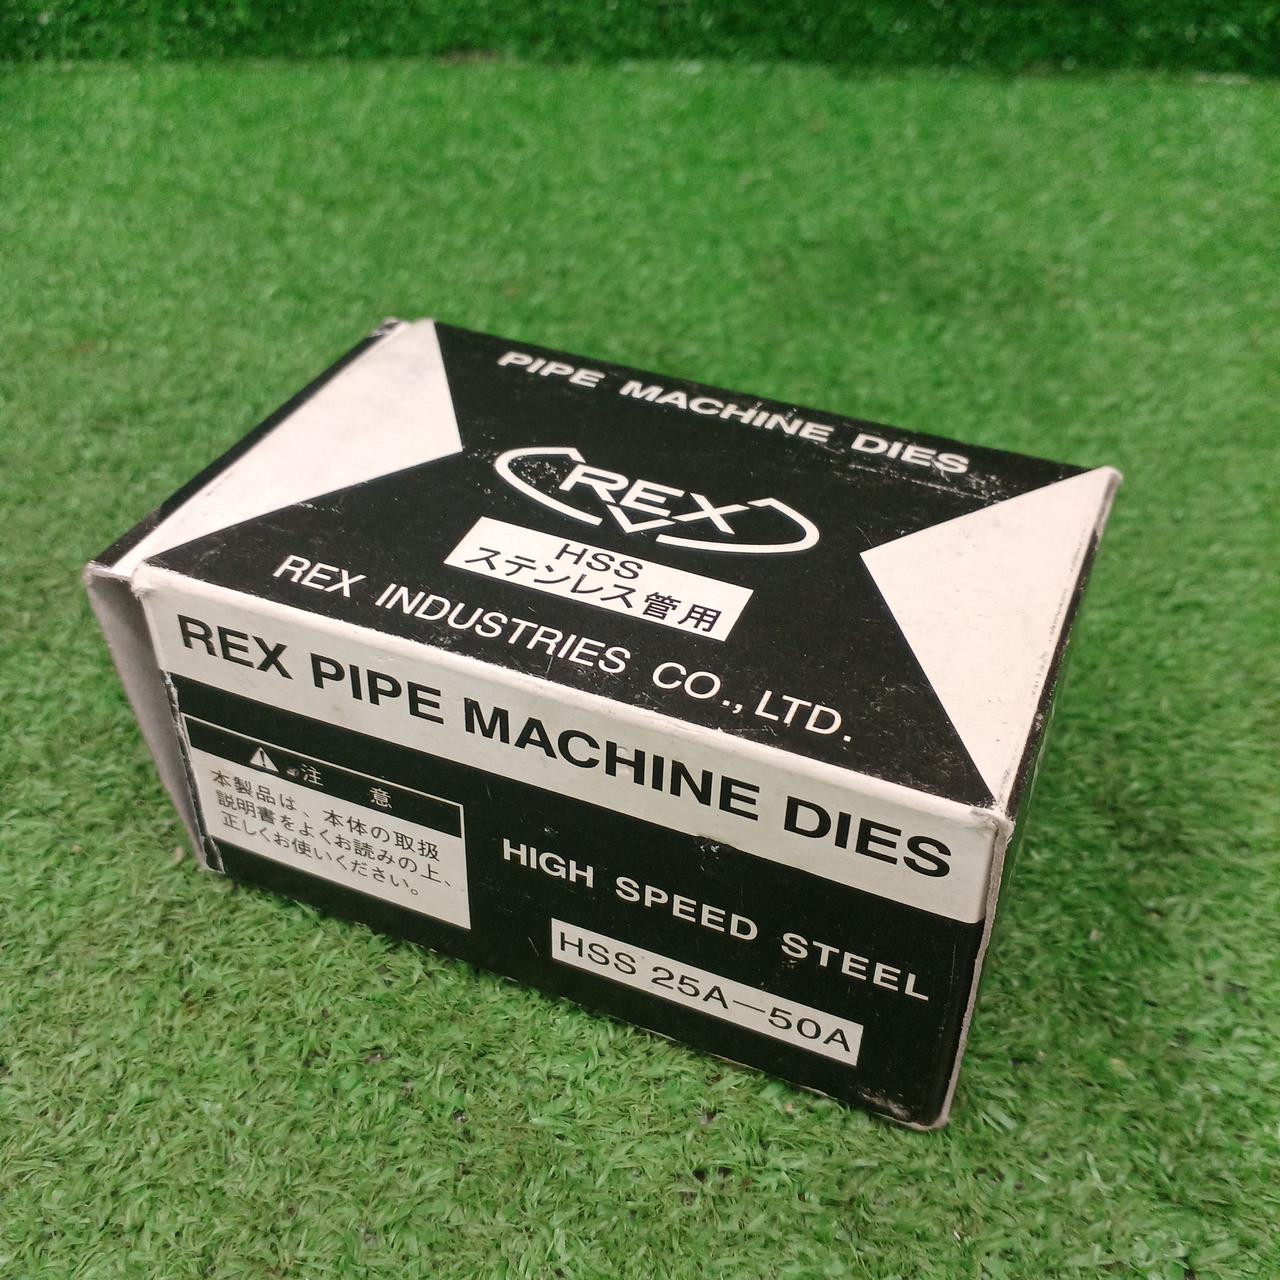 PIPE MACHINE DIES
REX
HSS
ステンレス管用
REX INDUSTRIES CO., LTD.
REX PIPE MACHINE DIES
注 意
本製品は、本体の取扱
説明書をよくお読みの上、
正しくお使いください。
HIGH SPEED STEEL
HSS 25A—50A